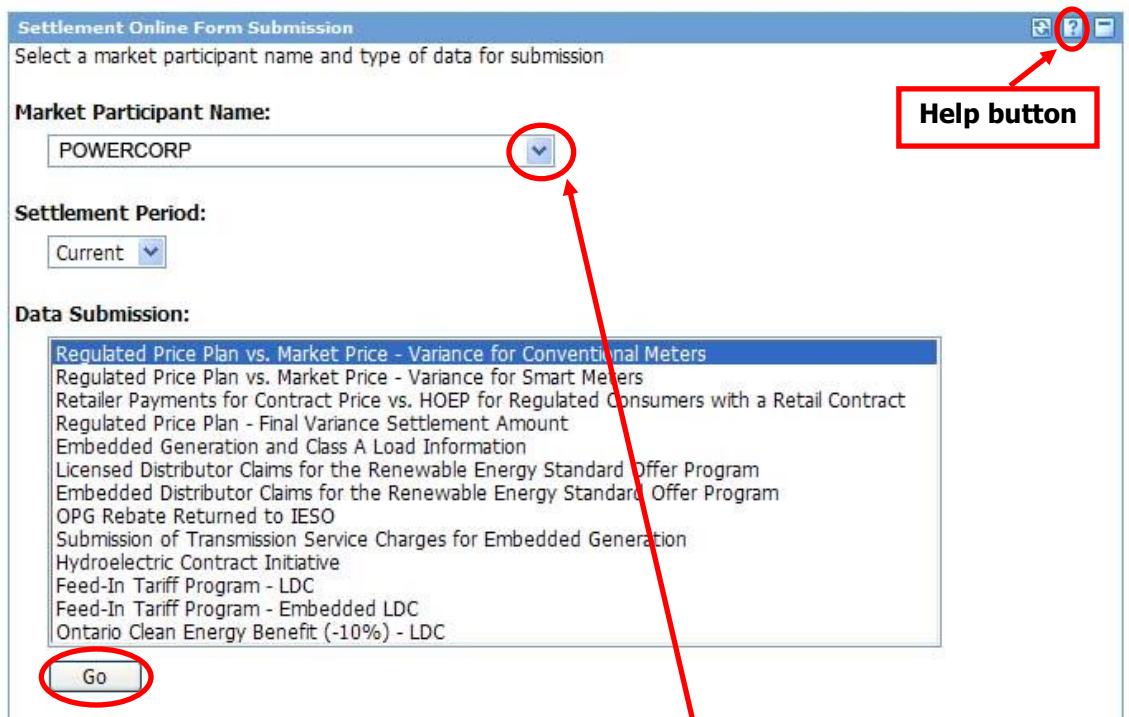 Settlement Online Form Submission
?
Select a market participant name and type of data for submission
Help button
Market Participant Name:
POWERCORP
Settlement Period:
Current
Data Submission:
Regulated Price Plan vs. Market Price - Variance for Conventional Meters
Regulated Price Plan vs. Market Price - Variance for Smart Meters
Retailer Payments for Contract Price vs. HOEP for Regulated Consumers with a Retail Contract
Regulated Price Plan - Final Variance Settlement Amount
Embedded Generation and Class A Load Information
Licensed Distributor Claims for the Renewable Energy Standard Offer Program
Embedded Distributor Claims for the Renewable Energy Standard Offer Program
OPG Rebate Returned to IESO
Submission of Transmission Service Charges for Embedded Generation
Hydroelectric Contract Initiative
Feed-In Tariff Program - LDC
Feed-In Tariff Program - Embedded LDC
Ontario Clean Energy Benefit (-10%) - LDC
Go